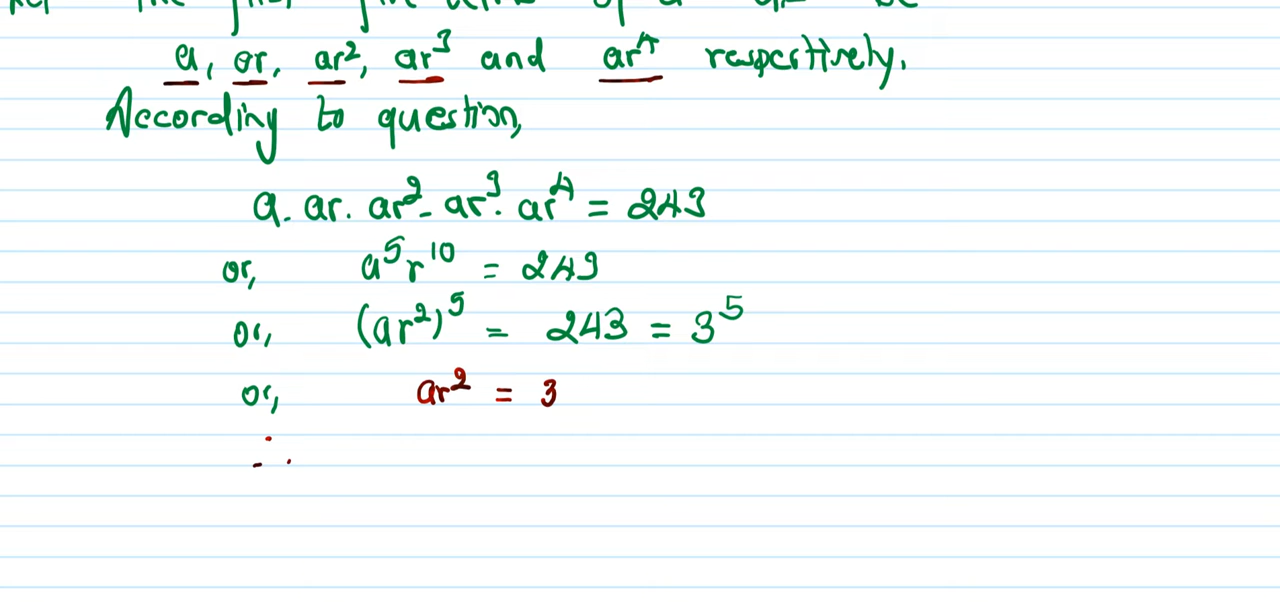 a, ar, ar², ar³ and ar⁴ respectively.
According to question,
a. ar. ar². ar³. ar⁴ = 243
or, a⁵r¹⁰ = 243
or, (ar²)⁵ = 243 = 3⁵
or, ar² = 3
∴